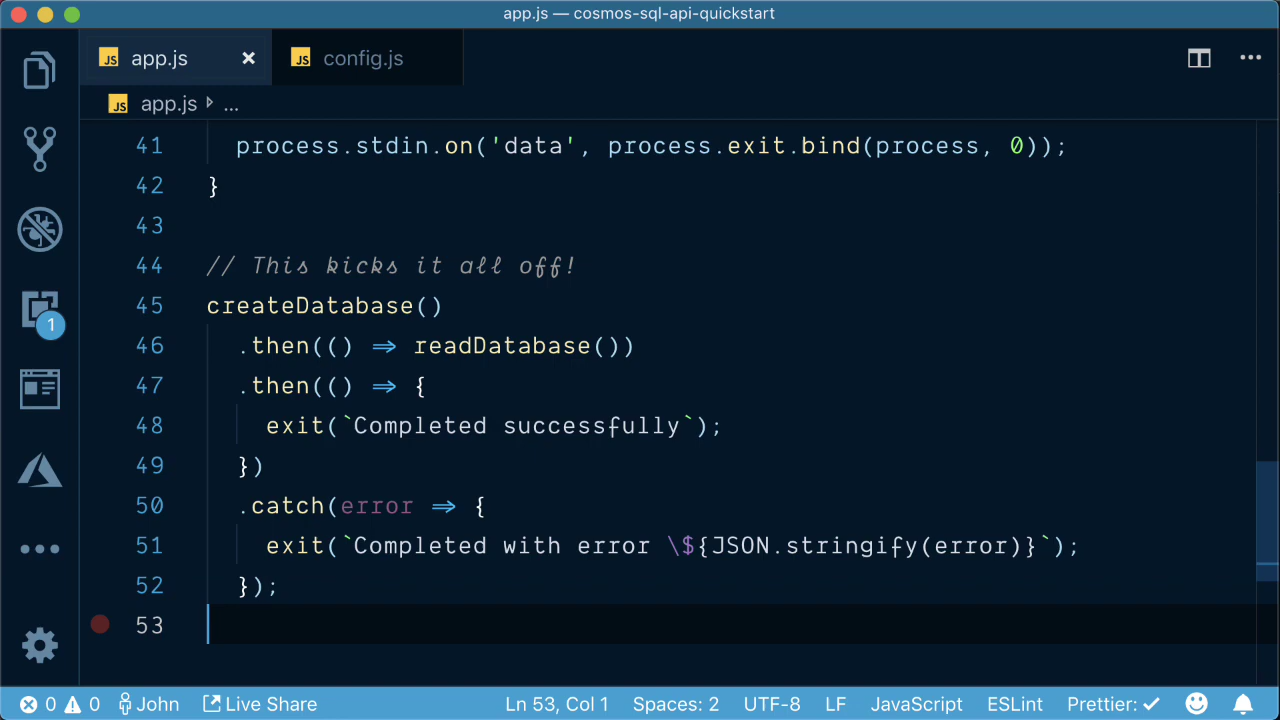 app.js — cosmos-sql-api-quickstart
JS app.js × JS config.js
JS app.js ...
41 process.stdin.on('data', process.exit.bind(process, 0));
42 }
43
44 // This kicks it all off!
45 createDatabase()
46 .then(() => readDatabase())
47 .then(() => {
48 exit(`Completed successfully`);
49 })
50 .catch(error => {
51 exit(`Completed with error \${JSON.stringify(error)}`);
52 });
53
1
0 0 John Live Share Ln 53, Col 1 Spaces: 2 UTF-8 LF JavaScript ESLint Prettier: ✓